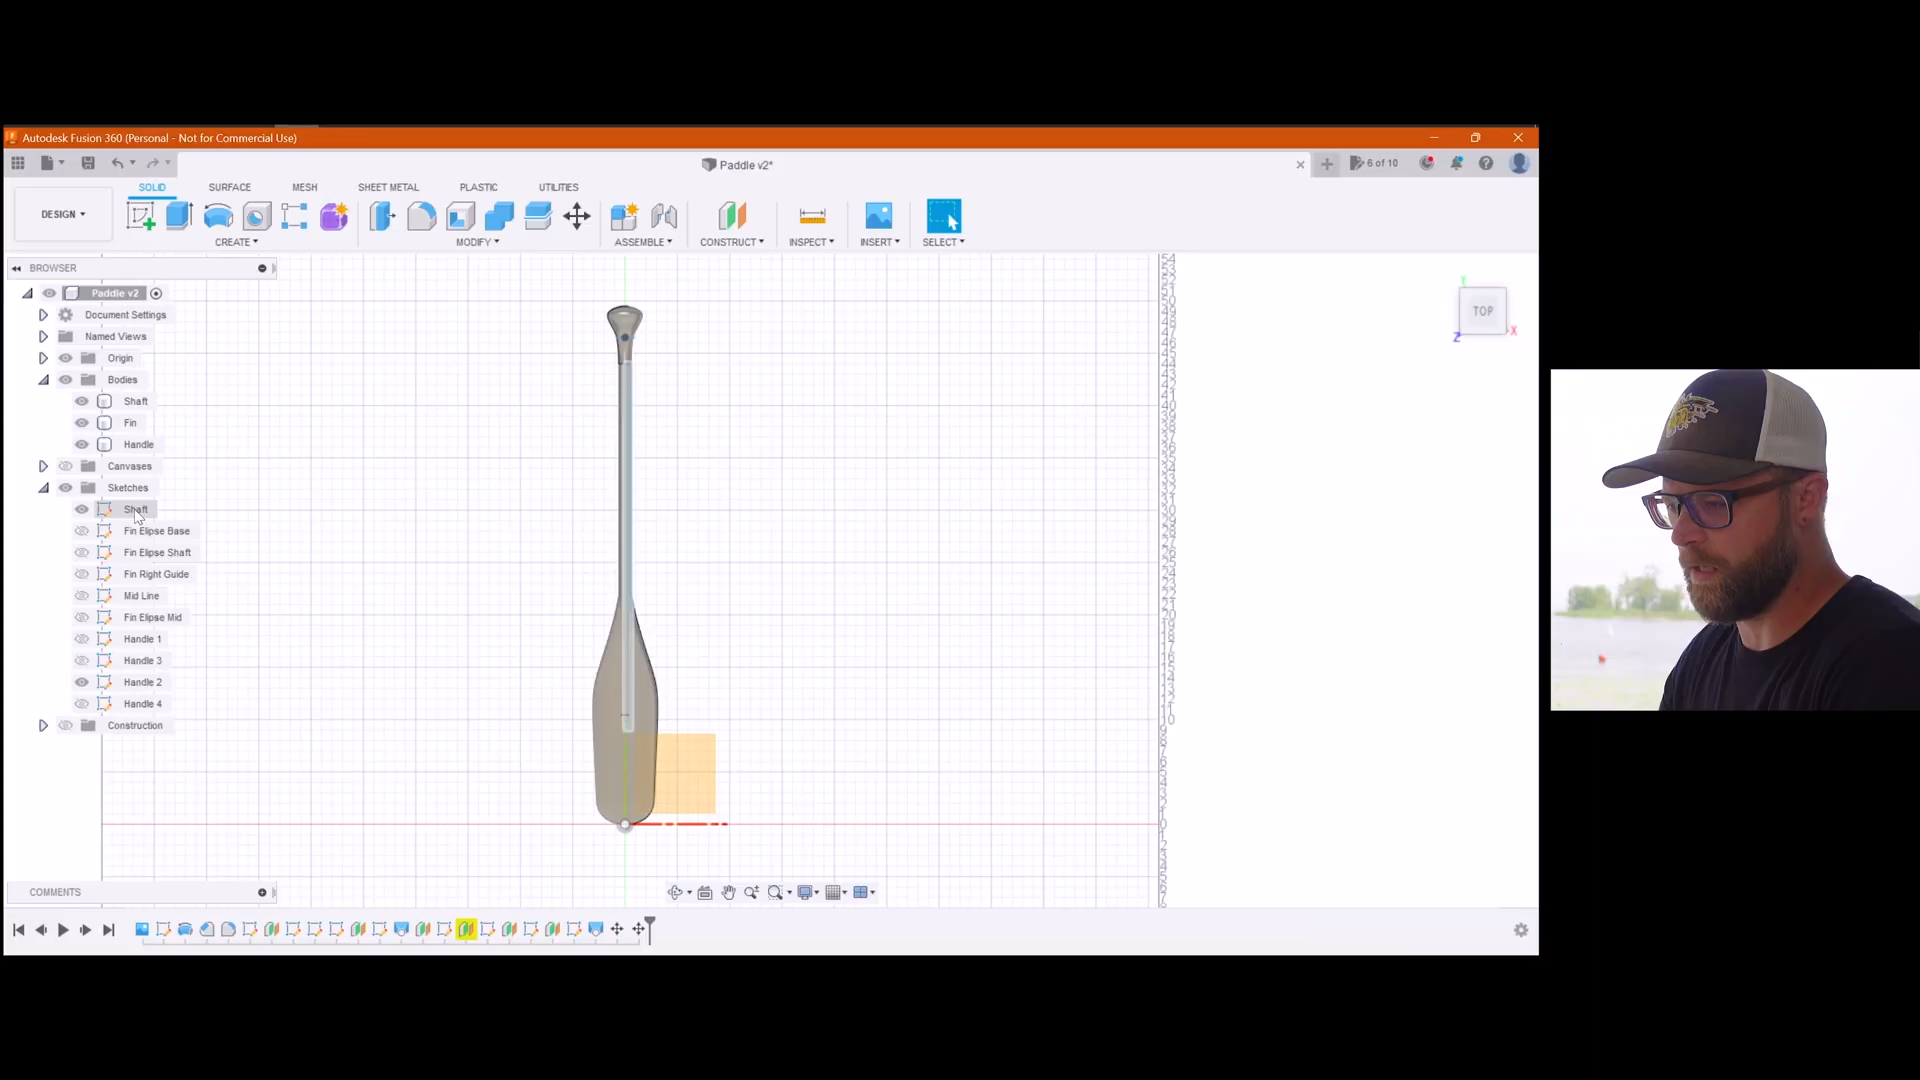 Autodesk Fusion 360 (Personal - Not for Commercial Use)
Paddle v2*
6 of 10
SOLID
SURFACE
MESH
SHEET METAL
PLASTIC
UTILITIES
DESIGN
CREATE
MODIFY
ASSEMBLE
CONSTRUCT
INSPECT
INSERT
SELECT
BROWSER
Paddle v2
Document Settings
Named Views
Origin
Bodies
Shaft
Fin
Handle
Canvases
Sketches
Shaft
Fin Elipse Base
Fin Elipse Shaft
Fin Right Guide
Mid Line
Fin Elipse Mid
Handle 1
Handle 3
Handle 2
Handle 4
Construction
COMMENTS
TOP
Y
X
Z